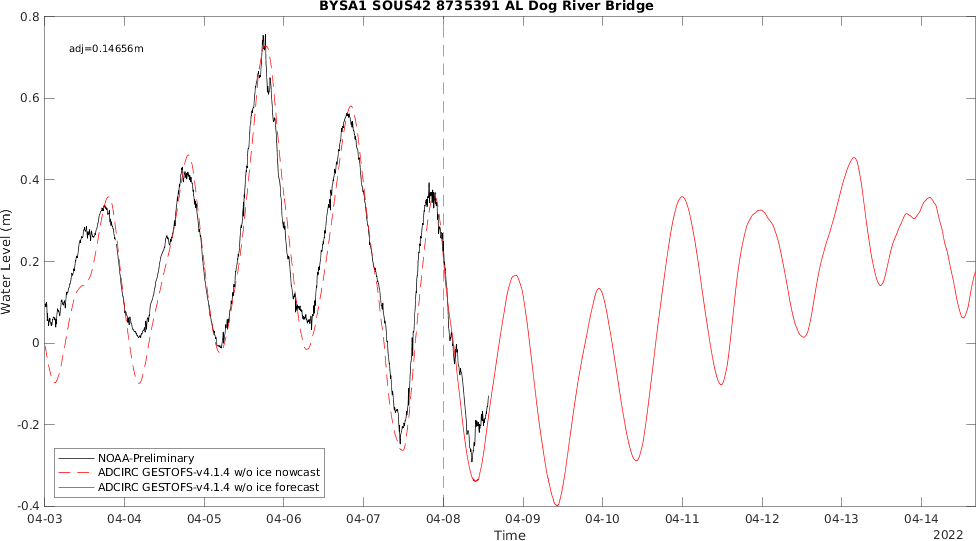 BYSA1 SOUS42 8735391 AL Dog River Bridge
adj=0.14656m
0.8
0.6
0.4
0.2
0
-0.2
-0.4
Water Level (m)
NOAA-Preliminary
ADCIRC GESTOFS-v4.1.4 w/o ice nowcast
ADCIRC GESTOFS-v4.1.4 w/o ice forecast
04-03 04-04 04-05 04-06 04-07 04-08 04-09 04-10 04-11 04-12 04-13 04-14
Time
2022